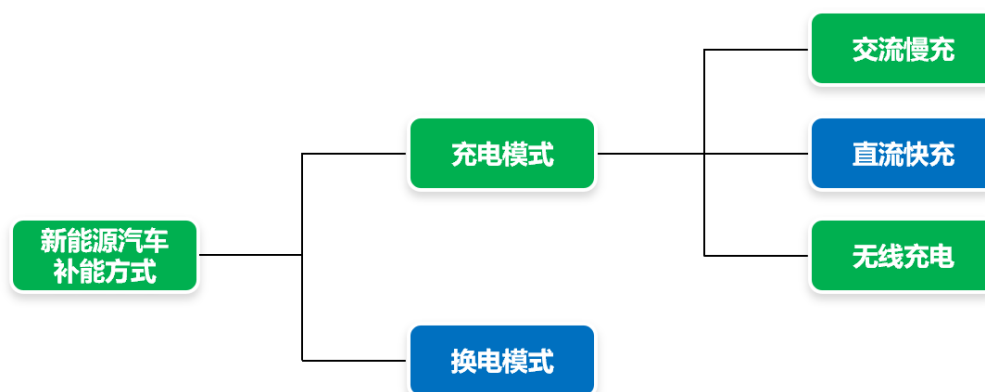 新能源汽车
补能方式
充电模式
换电模式
交流慢充
直流快充
无线充电